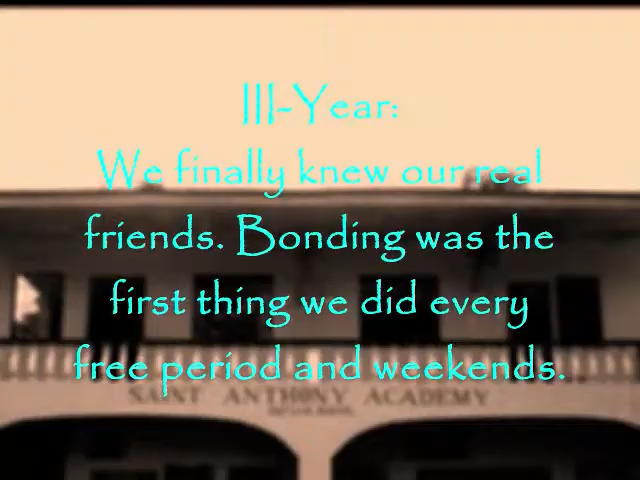 III-Year:
We finally knew our real
friends. Bonding was the
first thing we did every
free period and weekends.
SAINT ANTHONY ACADEMY